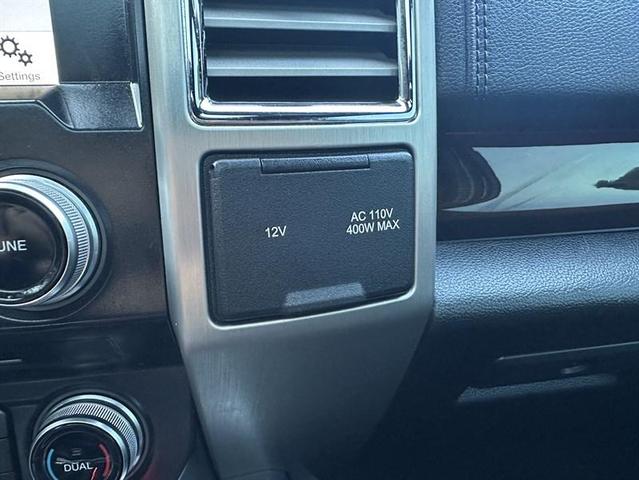 Settings
12V
AC 110V
400W MAX
UNE
DUAL